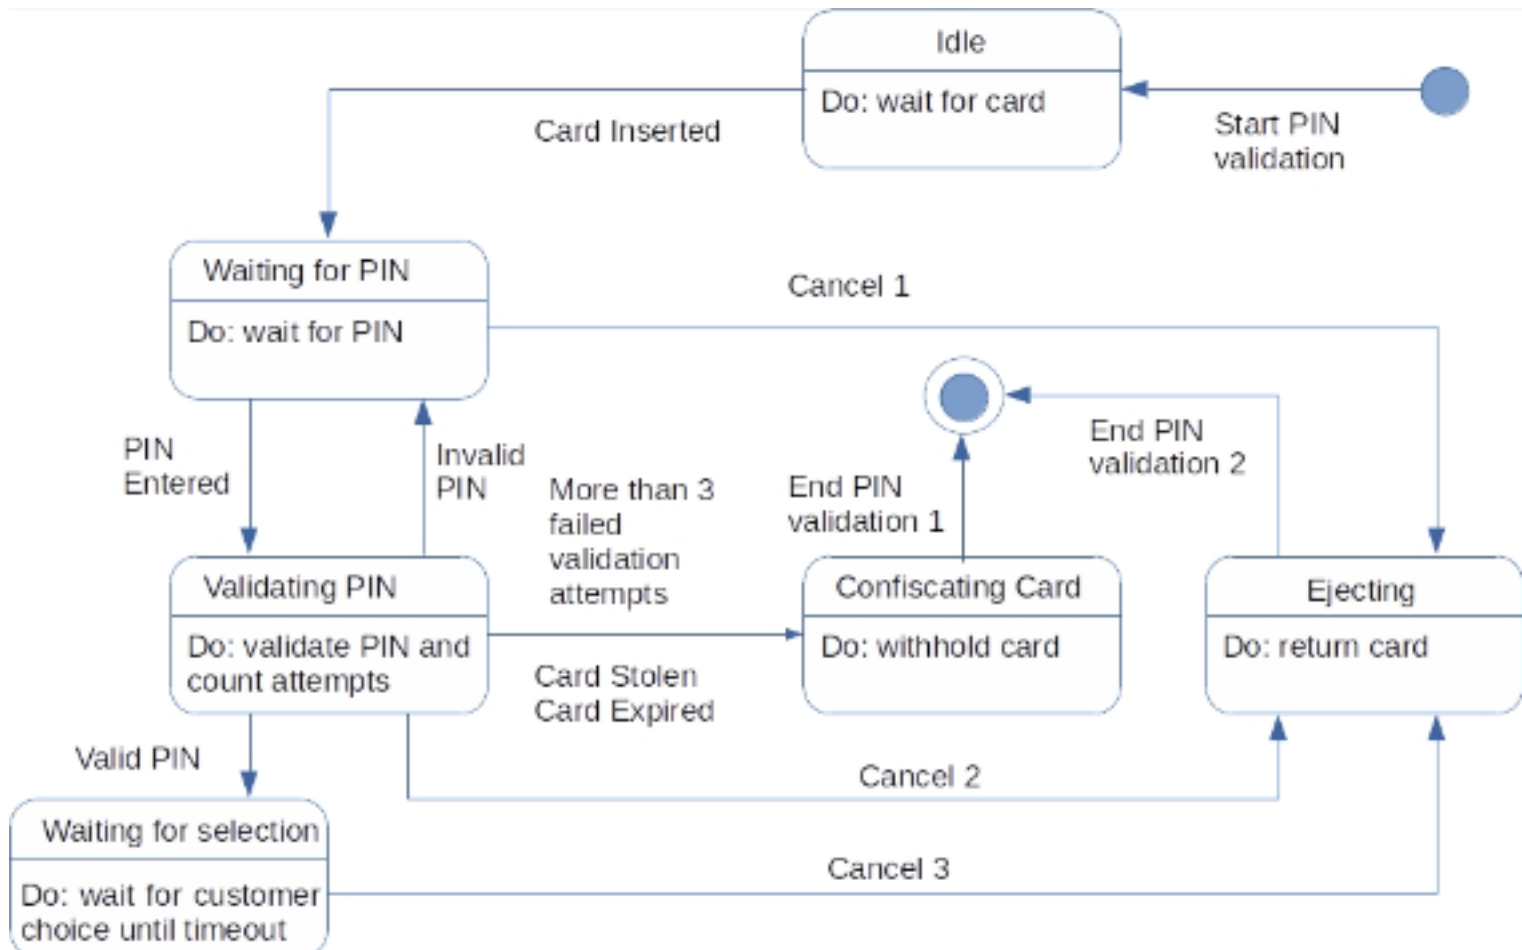 Idle
Do: wait for card
Start PIN
validation
Card Inserted
Waiting for PIN
Do: wait for PIN
Cancel 1
PIN
Entered
Invalid
PIN
More than 3
failed
validation
attempts
End PIN
validation 1
End PIN
validation 2
Validating PIN
Do: validate PIN and
count attempts
Card Stolen
Card Expired
Confiscating Card
Do: withhold card
Ejecting
Do: return card
Valid PIN
Cancel 2
Waiting for selection
Do: wait for customer
choice until timeout
Cancel 3